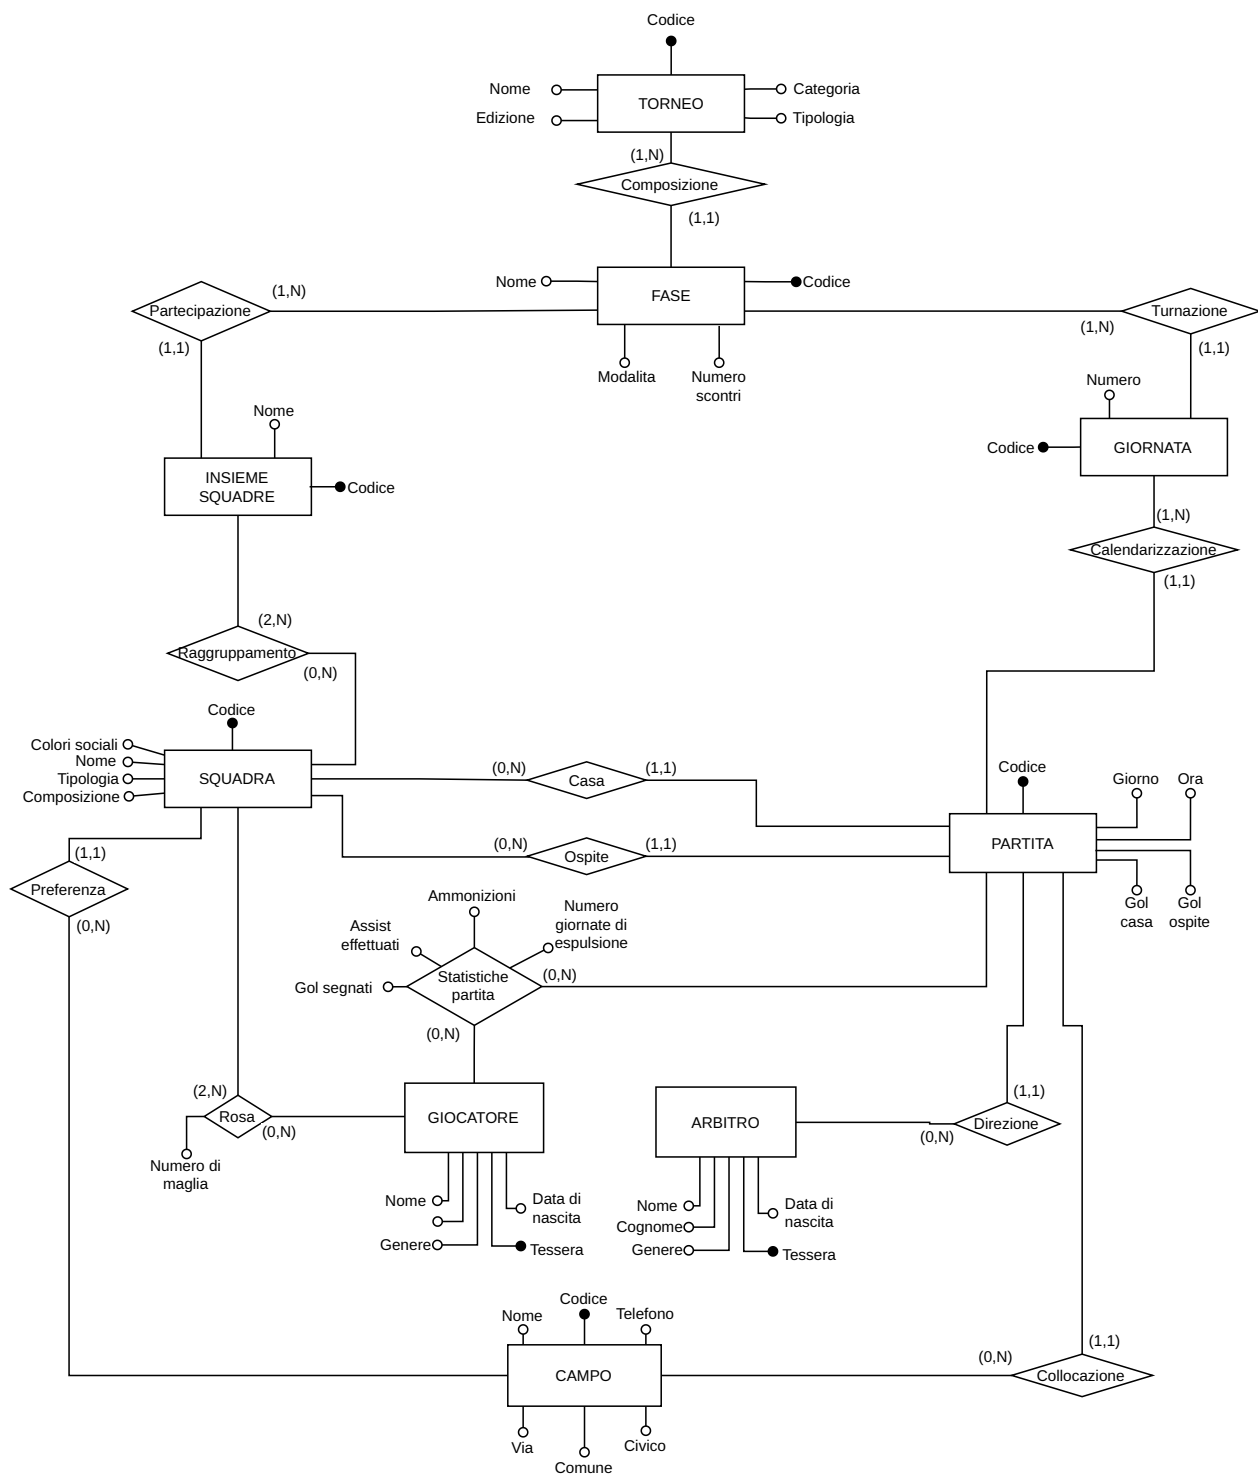 Codice
Nome
Categoria
TORNEO
Edizione
Tipologia
(1,N)
Composizione
(1,1)
Nome
Codice
FASE
(1,N)
Partecipazione
(1,1)
Turnazione
(1,N)
(1,1)
Modalita
Numero
scontri
Numero
Nome
Codice
GIORNATA
INSIEME
SQUADRE
Codice
(1,N)
Calendarizzazione
(1,1)
(2,N)
Raggruppamento
(0,N)
Codice
Colori sociali
Nome
Tipologia
Composizione
SQUADRA
(0,N)
Casa
(1,1)
Codice
Giorno
Ora
(0,N)
Ospite
(1,1)
PARTITA
Gol
casa
Gol
ospite
(1,1)
Preferenza
(0,N)
Ammonizioni
Assist
effettuati
Numero
giornate di
espulsione
Gol segnati
Statistiche
partita
(0,N)
(0,N)
(2,N)
Rosa
(0,N)
Numero di
maglia
GIOCATORE
ARBITRO
(1,1)
Direzione
(0,N)
Nome
Genere
Data di
nascita
Tessera
Nome
Cognome
Genere
Data di
nascita
Tessera
Nome
Codice
Telefono
CAMPO
(0,N)
(1,1)
Collocazione
Via
Comune
Civico